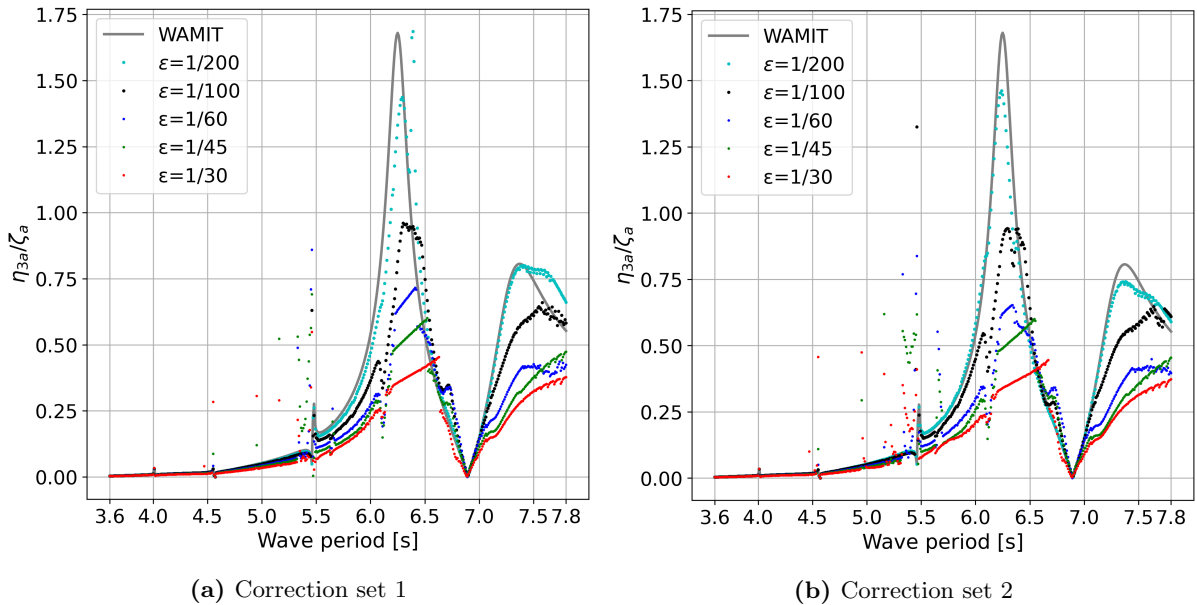 1.75
1.50
1.25
1.00
0.75
0.50
0.25
0.00
η3a/ζa
WAMIT
ε=1/200
ε=1/100
ε=1/60
ε=1/45
ε=1/30
3.6 4.0 4.5 5.0 5.5 6.0 6.5 7.0 7.5 7.8
Wave period [s]
(a) Correction set 1
1.75
1.50
1.25
1.00
0.75
0.50
0.25
0.00
η3a/ζa
WAMIT
ε=1/200
ε=1/100
ε=1/60
ε=1/45
ε=1/30
3.6 4.0 4.5 5.0 5.5 6.0 6.5 7.0 7.5 7.8
Wave period [s]
(b) Correction set 2